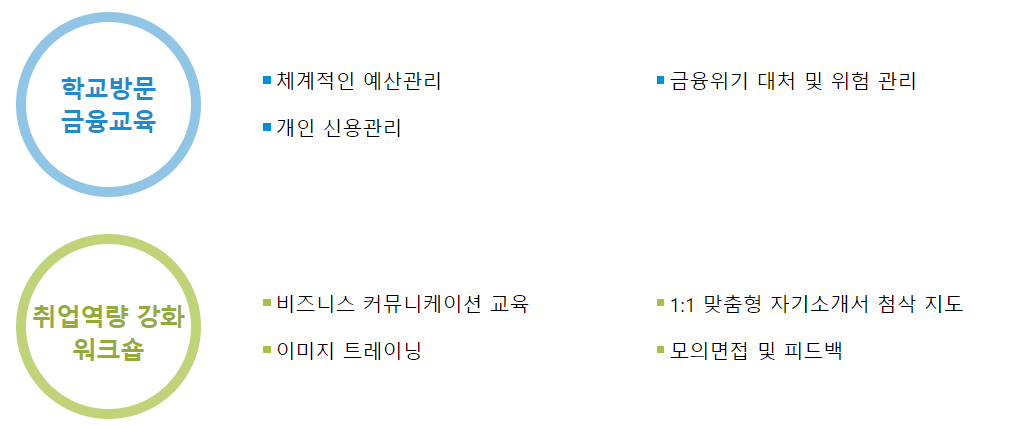 학교방문
금융교육
체계적인 예산관리
금융위기 대처 및 위험 관리
개인 신용관리
취업역량 강화
워크숍
비즈니스 커뮤니케이션 교육
1:1 맞춤형 자기소개서 첨삭 지도
이미지 트레이닝
모의면접 및 피드백